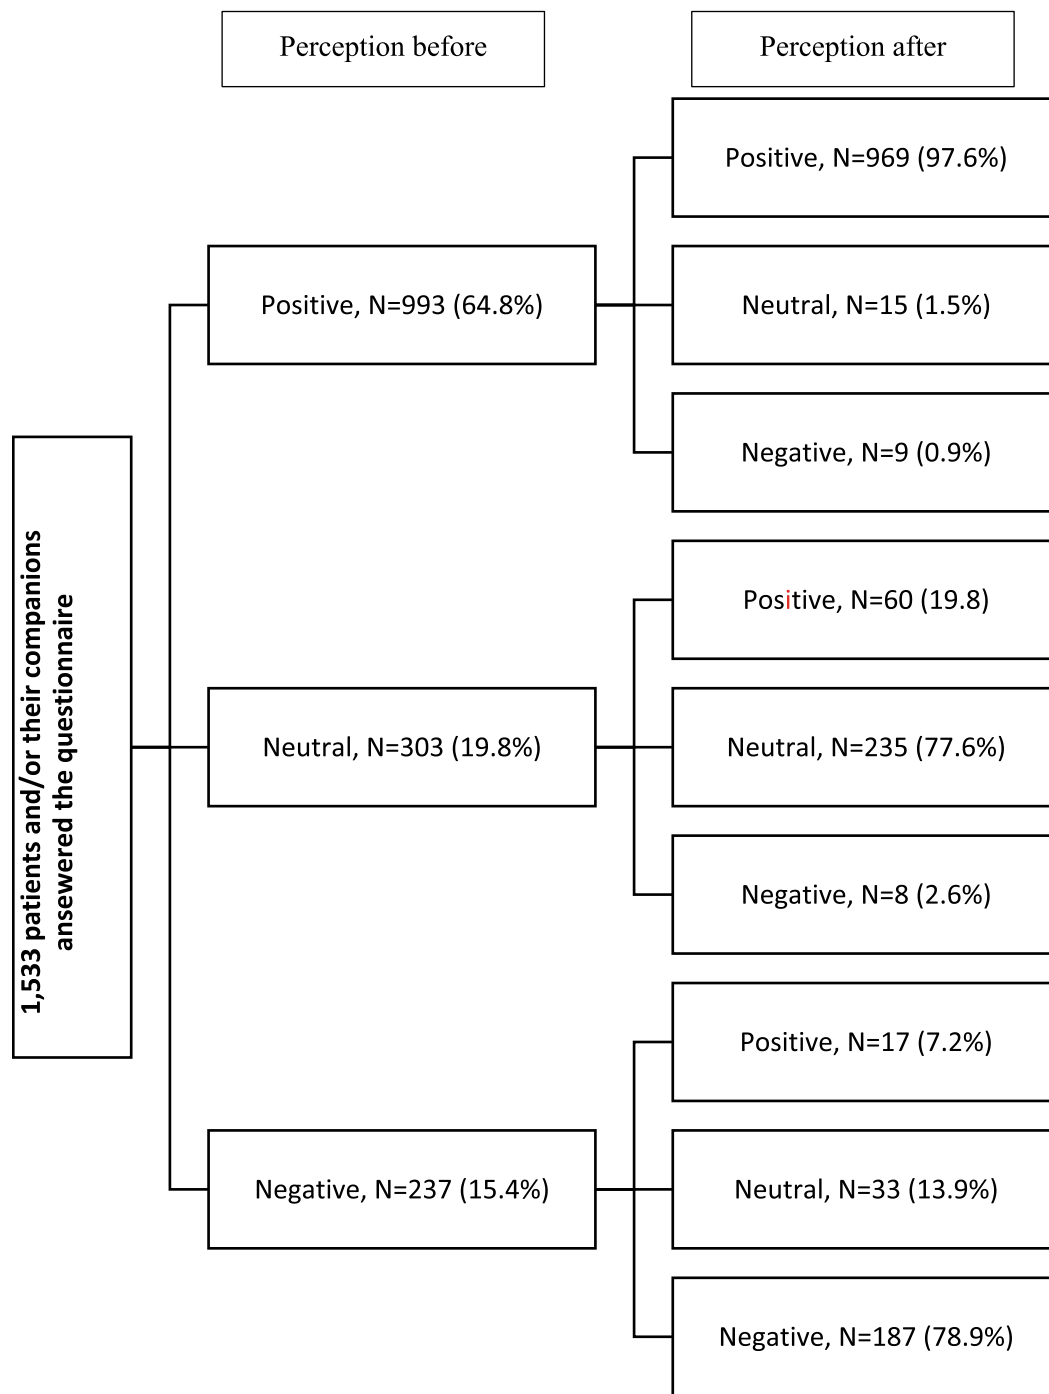 Perception before
Perception after
1,533 patients and/or their companions
ansewered the questionnaire
Positive, N=993 (64.8%)
Positive, N=969 (97.6%)
Neutral, N=15 (1.5%)
Negative, N=9 (0.9%)
Neutral, N=303 (19.8%)
Positive, N=60 (19.8)
Neutral, N=235 (77.6%)
Negative, N=8 (2.6%)
Negative, N=237 (15.4%)
Positive, N=17 (7.2%)
Neutral, N=33 (13.9%)
Negative, N=187 (78.9%)